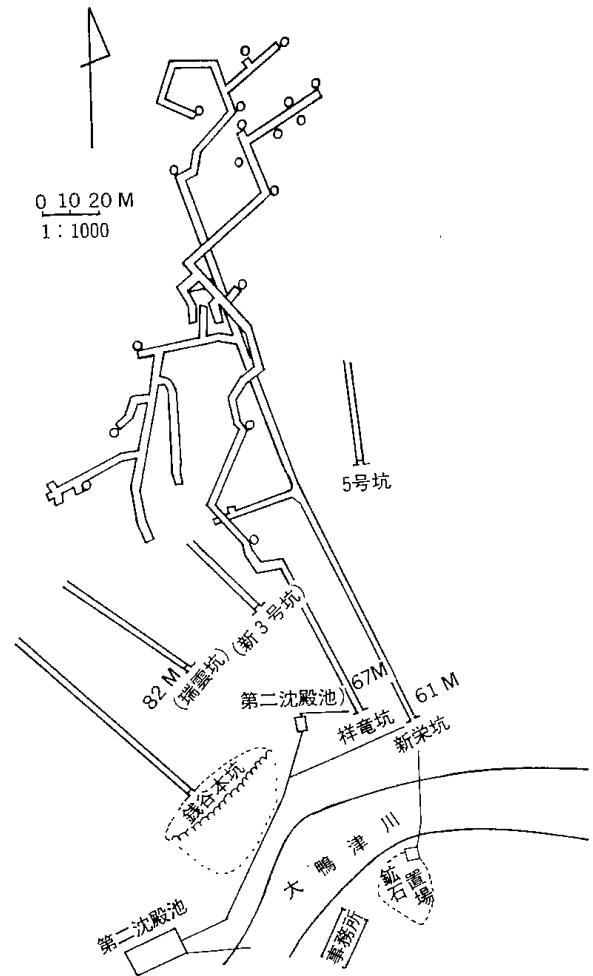 0 10 20 M
1：1000
5号坑
(新3号坑)
82 M
(瑞雲坑)
67M
61 M
第二沈殿池)
祥竜坑
新栄坑
銭谷本坑
大鴨津川
鉱石置場
第二沈殿池
事務所